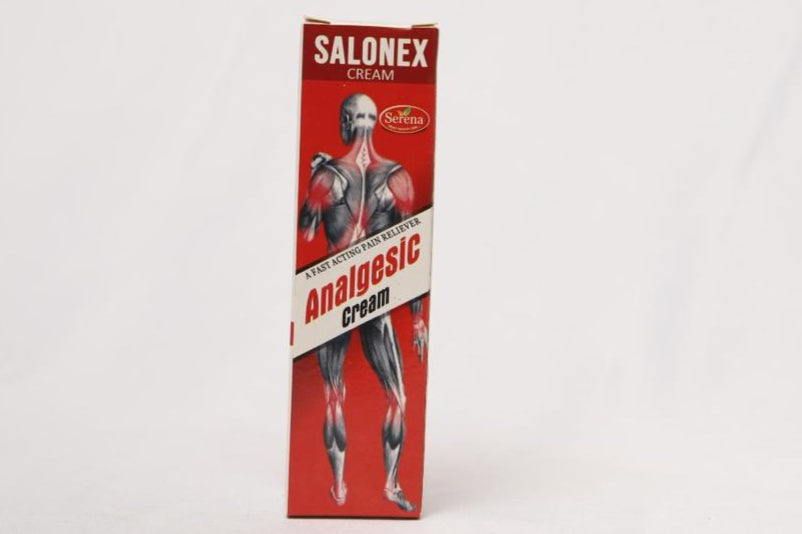 SALONEX
CREAM
Serena
A FAST ACTING PAIN RELIEVER
Analgesic
cream